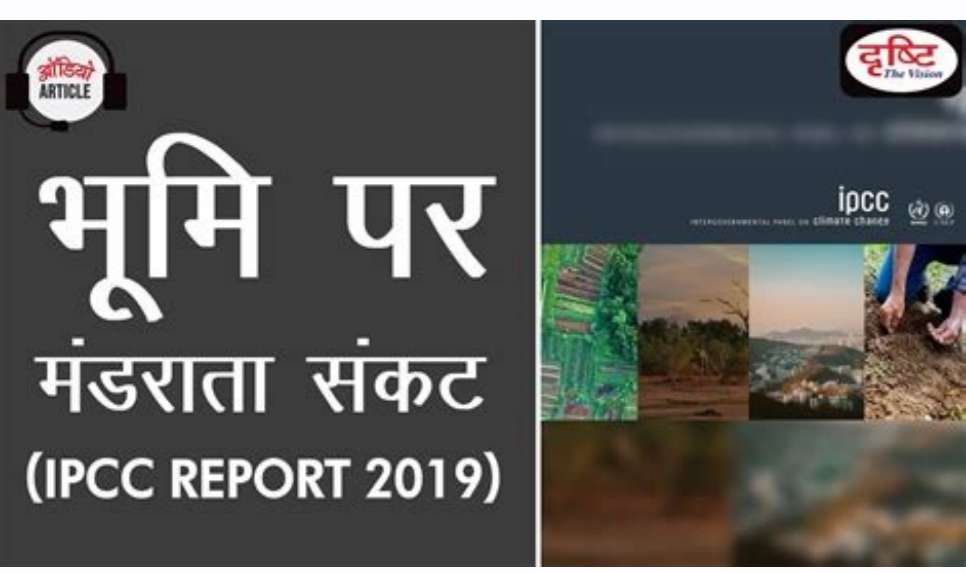 ऑडियो
ARTICLE
भूमि पर
मंडराता संकट
(IPCC REPORT 2019)
दृष्टि
The Vision
ipcc
INTERGOVERNMENTAL PANEL ON climate change